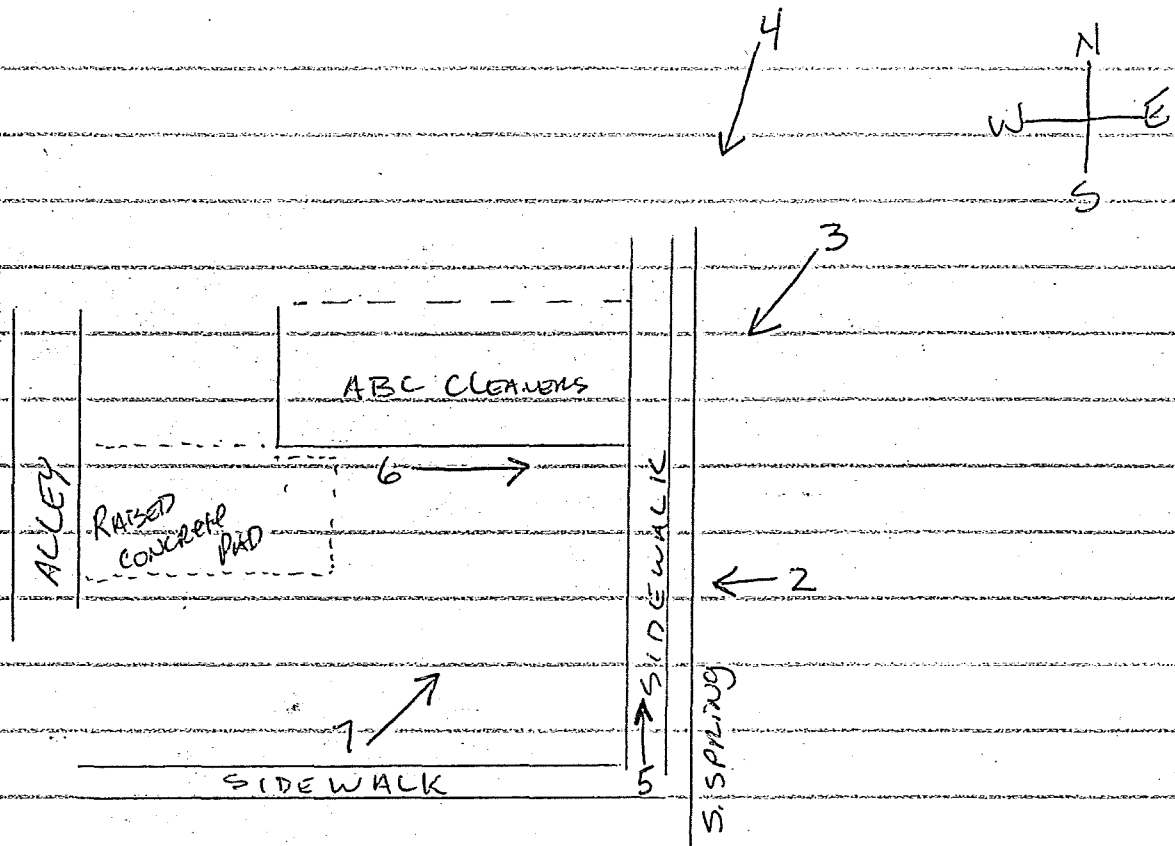 4
N
W E
S
3
ABC CLEANERS
6
ALLEY
RAISED
CONCRETE
PAD
SIDEWALK
2
7
SIDEWALK
5
S. SPRING